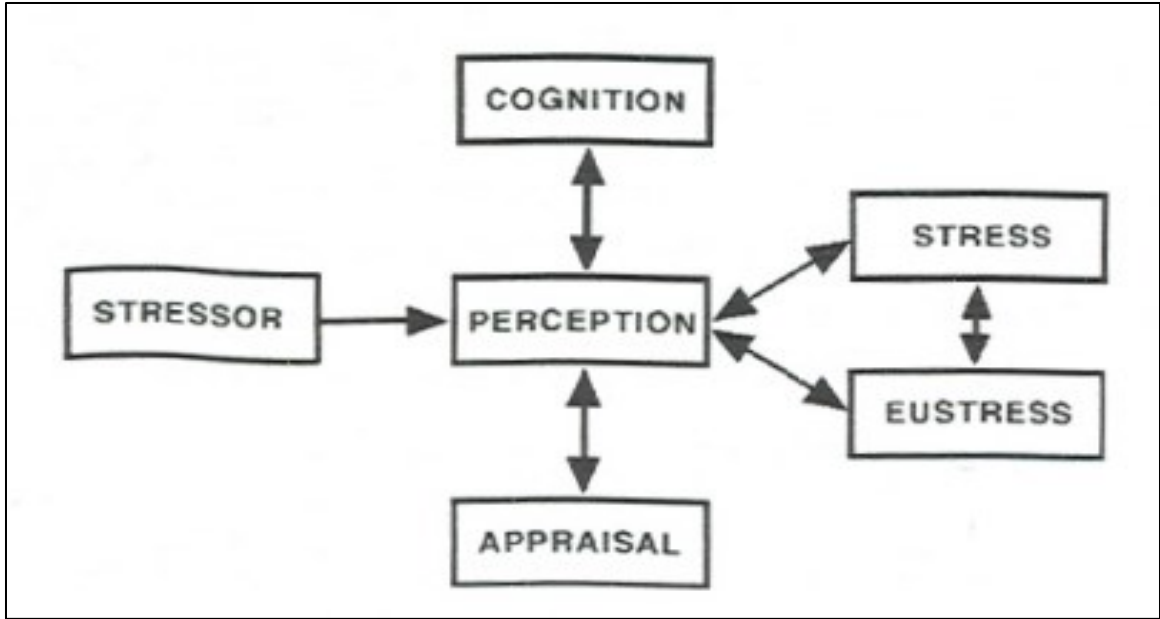 COGNITION
STRESS
STRESSOR
PERCEPTION
EUSTRESS
APPRAISAL